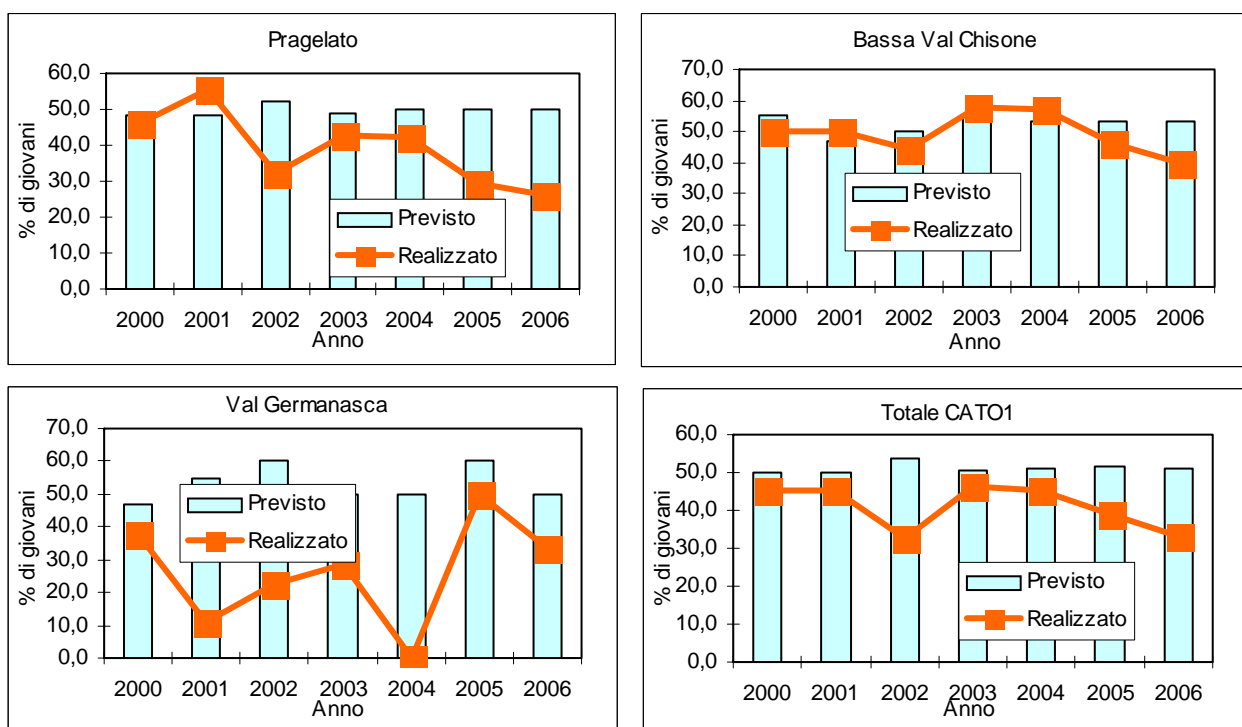 Pragelato
60,0
50,0
40,0
30,0
20,0
10,0
0,0
% di giovani
Previsto
Realizzato
2000 2001 2002 2003 2004 2005 2006
Anno
Bassa Val Chisone
70,0
60,0
50,0
40,0
30,0
20,0
10,0
0,0
% di giovani
Previsto
Realizzato
2000 2001 2002 2003 2004 2005 2006
Anno
Val Germanasca
70,0
60,0
50,0
40,0
30,0
20,0
10,0
0,0
% di giovani
Previsto
Realizzato
2000 2001 2002 2003 2004 2005 2006
Anno
Totale CATO1
60,0
50,0
40,0
30,0
20,0
10,0
0,0
% di giovani
Previsto
Realizzato
2000 2001 2002 2003 2004 2005 2006
Anno